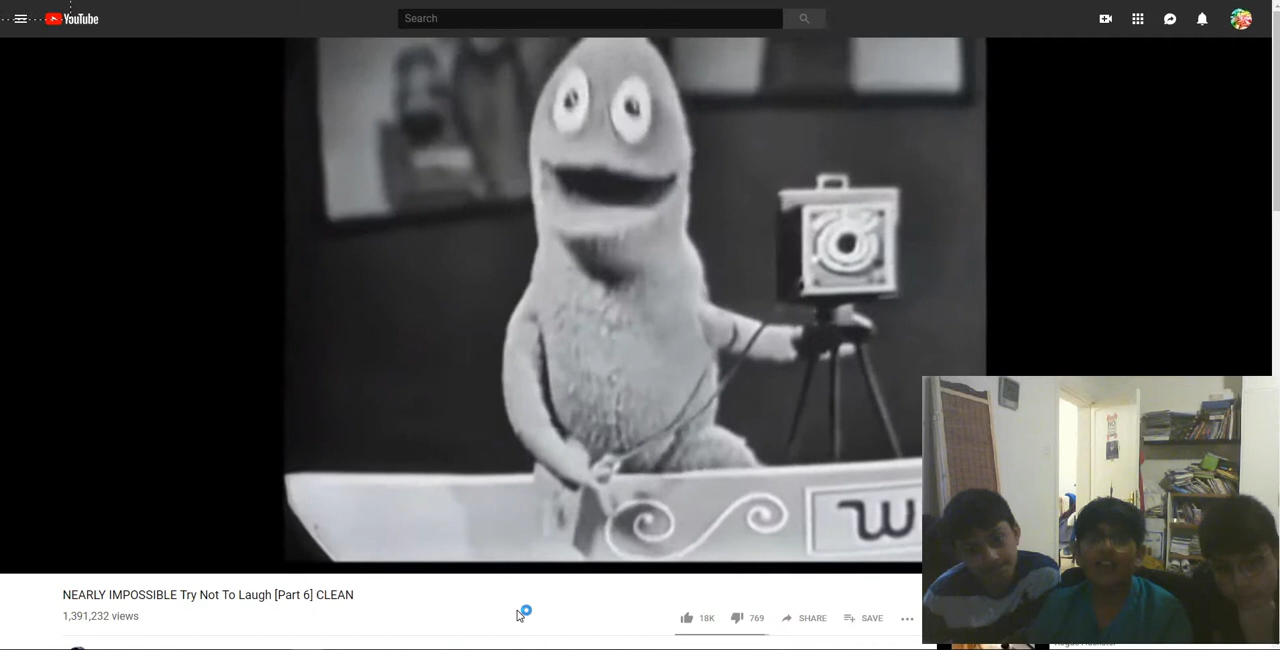 YouTube
Search
W
NEARLY IMPOSSIBLE Try Not To Laugh [Part 6] CLEAN
1,391,232 views
18K
769
SHARE
SAVE